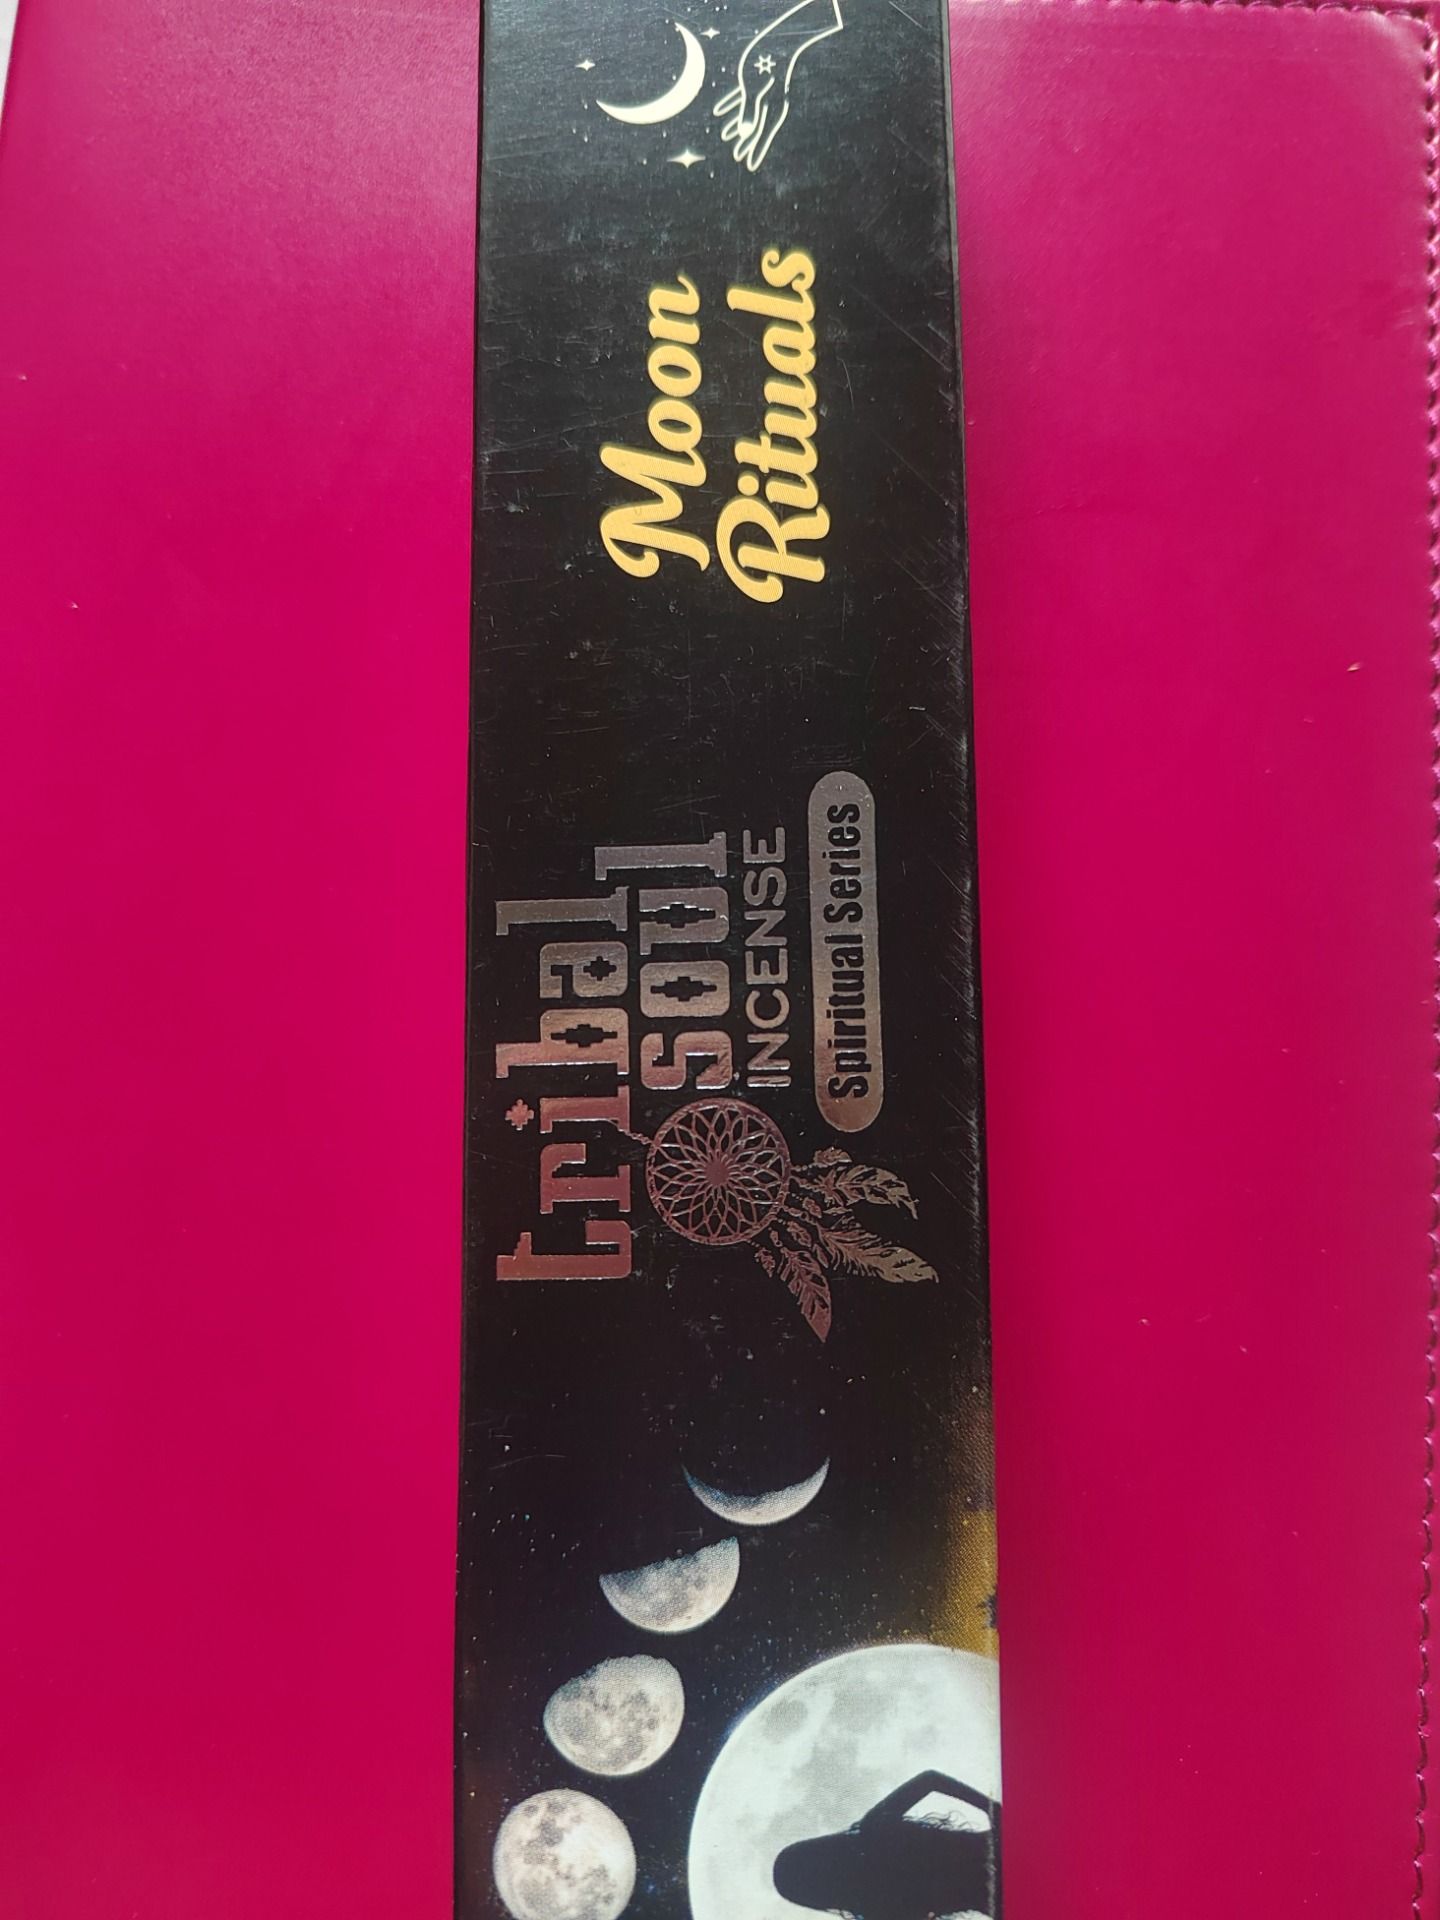 tribal
soul
INCENSE
Spiritual Series
Moon
Rituals